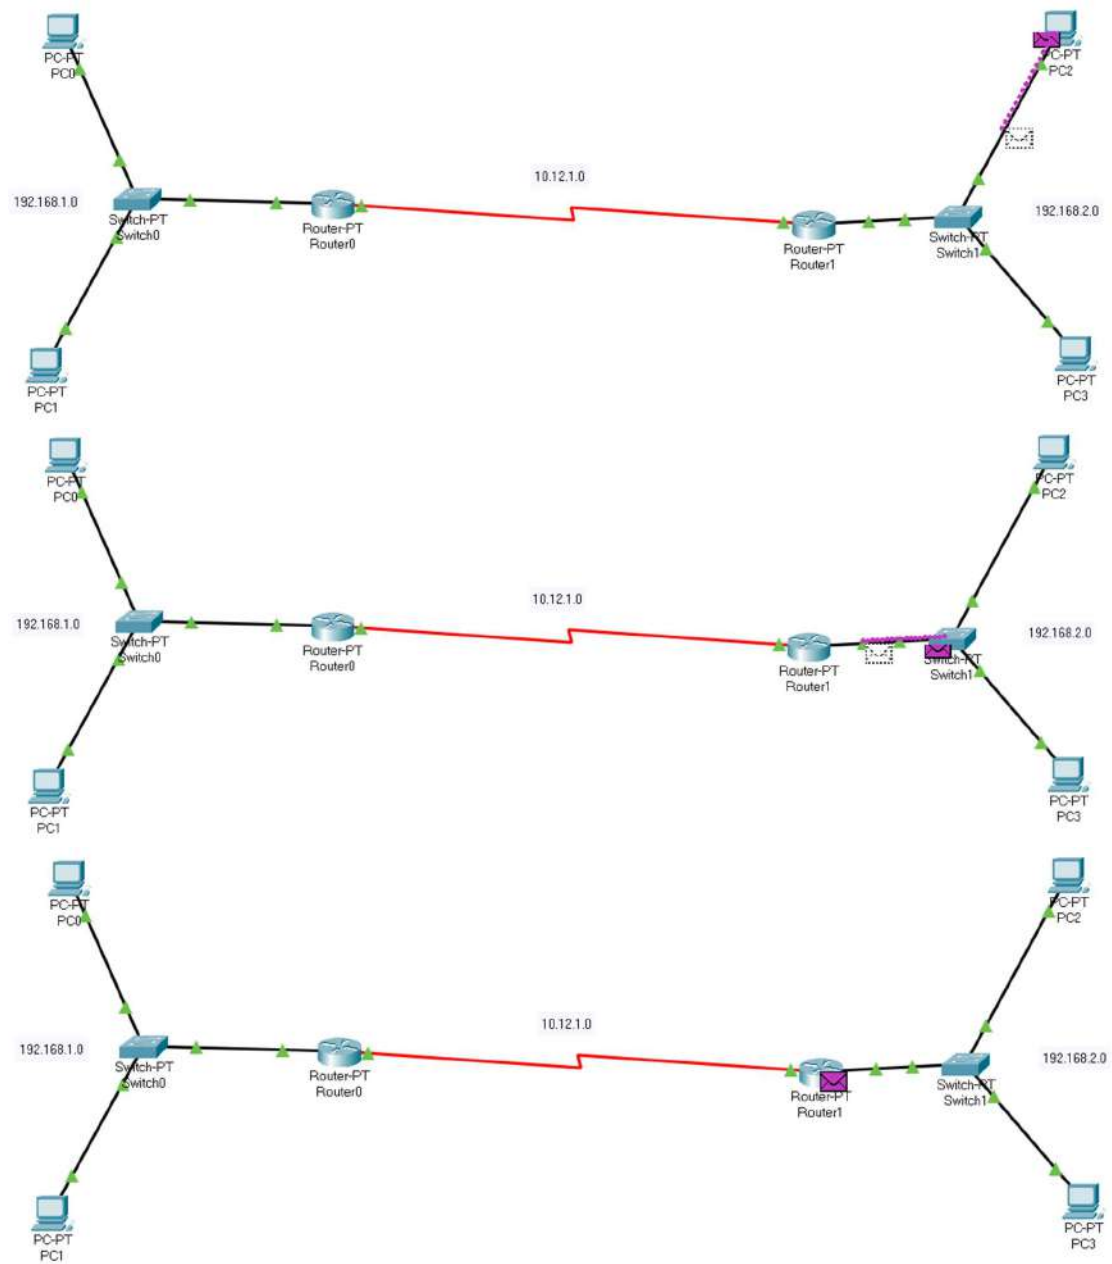 PC-PT
PC0
PC-PT
PC2
10.12.1.0
192.168.1.0
192.168.2.0
Switch-PT
Switch0
Router-PT
Router0
Router-PT
Router1
Switch-PT
Switch1
PC-PT
PC1
PC-PT
PC3
PC-PT
PC0
PC-PT
PC2
10.12.1.0
192.168.1.0
192.168.2.0
Switch-PT
Switch0
Router-PT
Router0
Router-PT
Router1
Switch-PT
Switch1
PC-PT
PC1
PC-PT
PC3
PC-PT
PC0
PC-PT
PC2
10.12.1.0
192.168.1.0
192.168.2.0
Switch-PT
Switch0
Router-PT
Router0
Router-PT
Router1
Switch-PT
Switch1
PC-PT
PC1
PC-PT
PC3